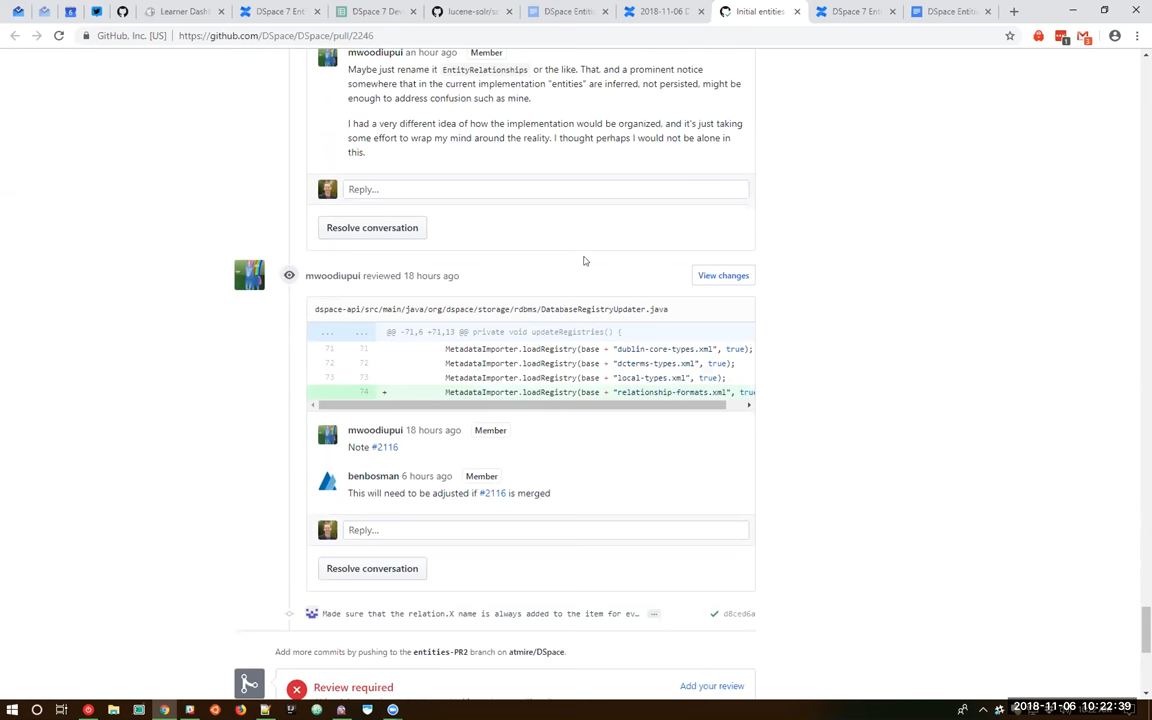 Learner Dash
DSpace 7 Ent
DSpace 7 Dev
lucene-solr/so
DSpace Entitie
2018-11-06 D
Initial entities
DSpace 7 Ent
DSpace Entit
GitHub, Inc. [US] | https://github.com/DSpace/DSpace/pull/2246
mwoodiupui an hour ago Member
Maybe just rename it EntityRelationships or the like. That, and a prominent notice
somewhere that in the current implementation "entities" are inferred, not persisted, might be
enough to address confusion such as mine.
I had a very different idea of how the implementation would be organized, and it's just taking
some effort to wrap my mind around the reality. I thought perhaps I would not be alone in
this.
Reply...
Resolve conversation
mwoodiupui reviewed 18 hours ago
View changes
dspace-api/src/main/java/org/dspace/storage/rdbms/DatabaseRegistryUpdater.java
... ... @@ -71,6 +71,13 @@ private void updateRegistries() {
71 71 MetadataImporter.loadRegistry(base + "dublin-core-types.xml", true);
72 72 MetadataImporter.loadRegistry(base + "dcterms-types.xml", true);
73 73 MetadataImporter.loadRegistry(base + "local-types.xml", true);
74 + MetadataImporter.loadRegistry(base + "relationship-formats.xml", true
mwoodiupui 18 hours ago Member
Note #2116
benbosman 6 hours ago Member
This will need to be adjusted if #2116 is merged
Reply...
Resolve conversation
Made sure that the relation.X name is always added to the item for ev… ... d8ced6a
Add more commits by pushing to the entities-PR2 branch on atmire/DSpace.
Review required
Add your review
2018-11-06 10:22:39